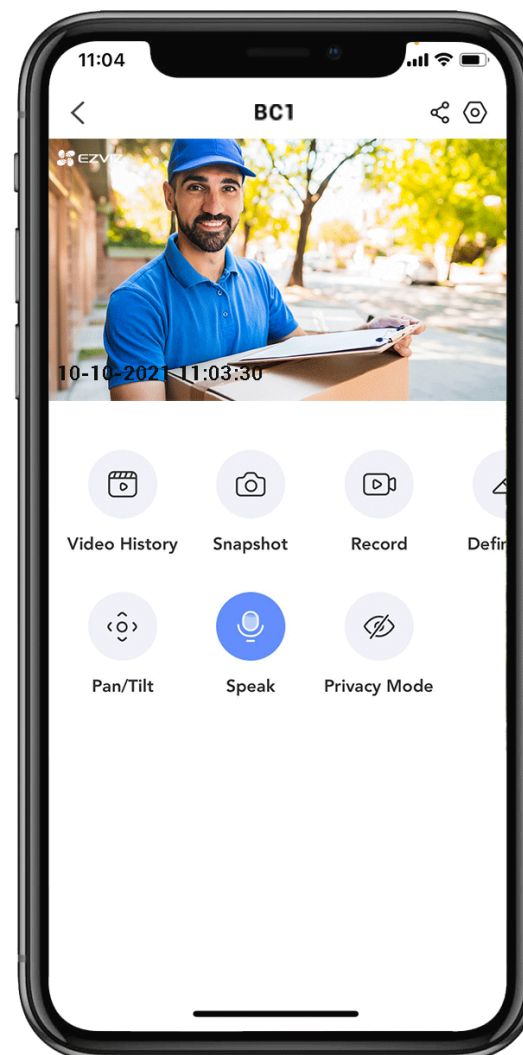 11:04
BC1
EZVIZ
10-10-2021 11:03:30
Video History Snapshot Record
Pan/Tilt Speak Privacy Mode